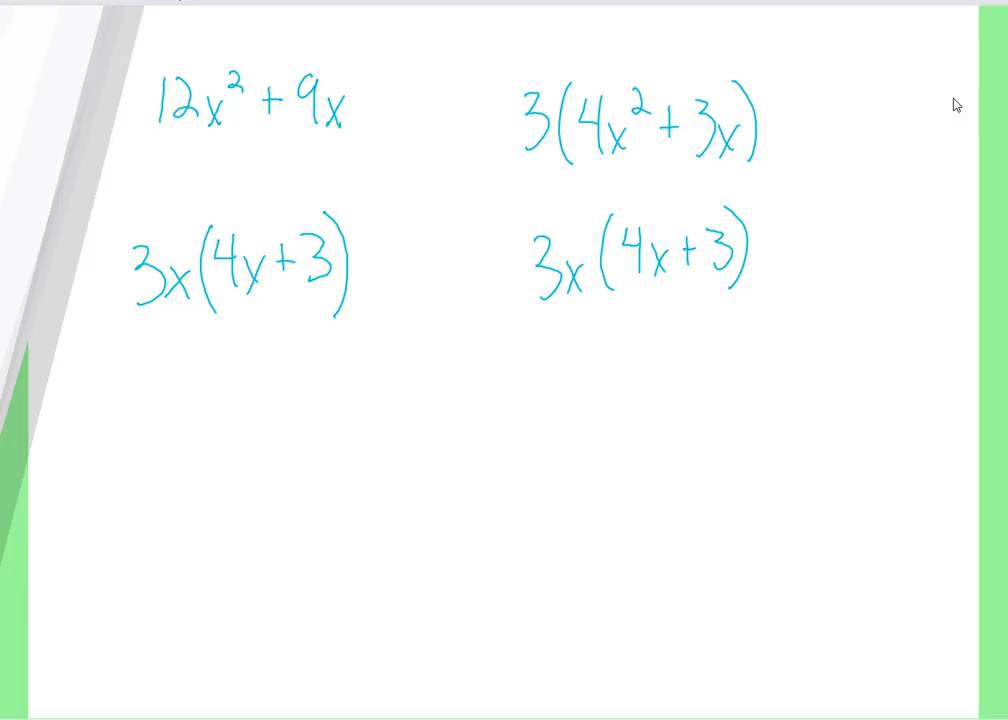 12x² + 9x
3(4x² + 3x)
3x(4x+3)
3x(4x+3)